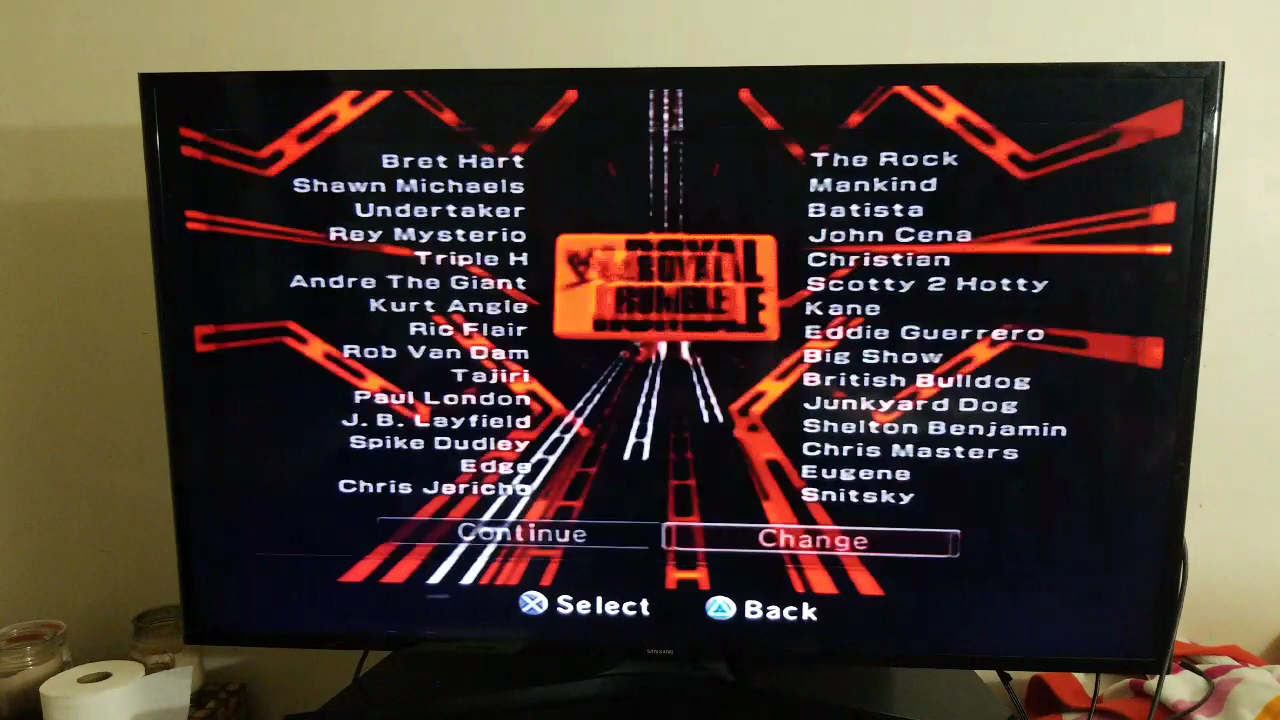 Bret Hart
Shawn Michaels
Undertaker
Rey Mysterio
Triple H
Andre The Giant
Kurt Angle
Ric Flair
Rob Van Dam
Tajiri
Paul London
J. B. Layfield
Spike Dudley
Edge
Chris Jericho
ROYAL
RUMBLE
The Rock
Mankind
Batista
John Cena
Christian
Scotty 2 Hotty
Kane
Eddie Guerrero
Big Show
British Bulldog
Junkyard Dog
Shelton Benjamin
Chris Masters
Eugene
Snitsky
Continue
Change
Select
Back
SAMSUNG